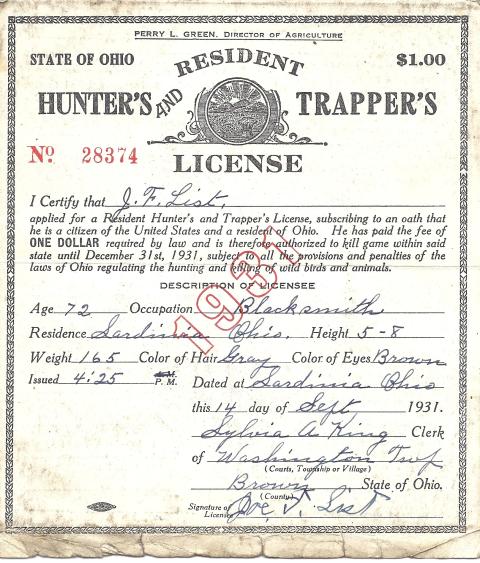 PERRY L. GREEN, DIRECTOR OF AGRICULTURE
STATE OF OHIO
$1.00
RESIDENT
HUNTER'S AND TRAPPER'S
LICENSE
No. 28374
I Certify that J. F. List,
applied for a Resident Hunter's and Trapper's License, subscribing to an oath that
he is a citizen of the United States and a resident of Ohio. He has paid the fee of
ONE DOLLAR required by law and is therefore authorized to kill game within said
state until December 31st, 1931, subject to all the provisions and penalties of the
laws of Ohio regulating the hunting and killing of wild birds and animals.
1931
DESCRIPTION OF LICENSEE
Age 72 Occupation Blacksmith
Residence Sardinia Ohio. Height 5-8
Weight 165 Color of Hair Gray Color of Eyes Brown
Issued 4:25 A.M. P.M. Dated at Sardinia Ohio
this 14 day of Sept 1931.
Sylvia A King Clerk
of Washington Twp
(Courts, Township or Village)
Brown State of Ohio.
(County)
Signature of Licensee Joe F. List